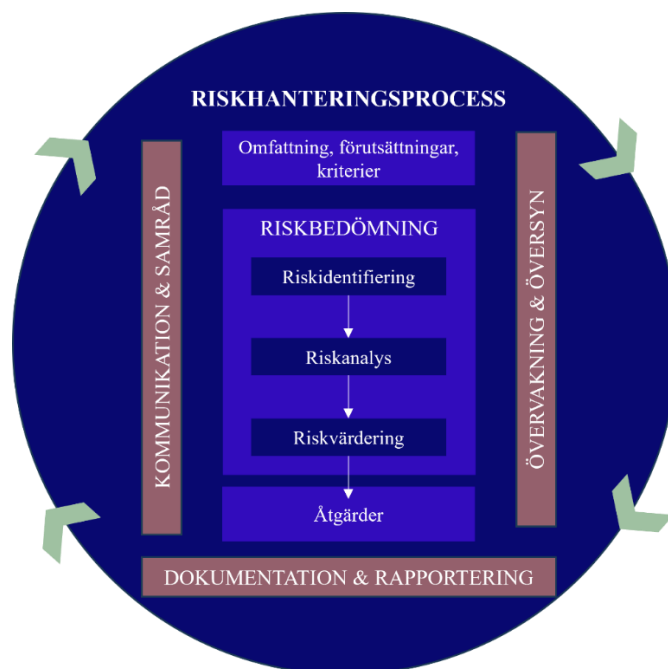 RISKHANTERINGSPROCESS
Omfattning, förutsättningar,
kriterier
KOMMUNIKATION & SAMRÅD
RISKBEDÖMNING
Riskidentifiering
Riskanalys
Riskvärdering
Åtgärder
ÖVERVAKNING & ÖVERSYN
DOKUMENTATION & RAPPORTERING